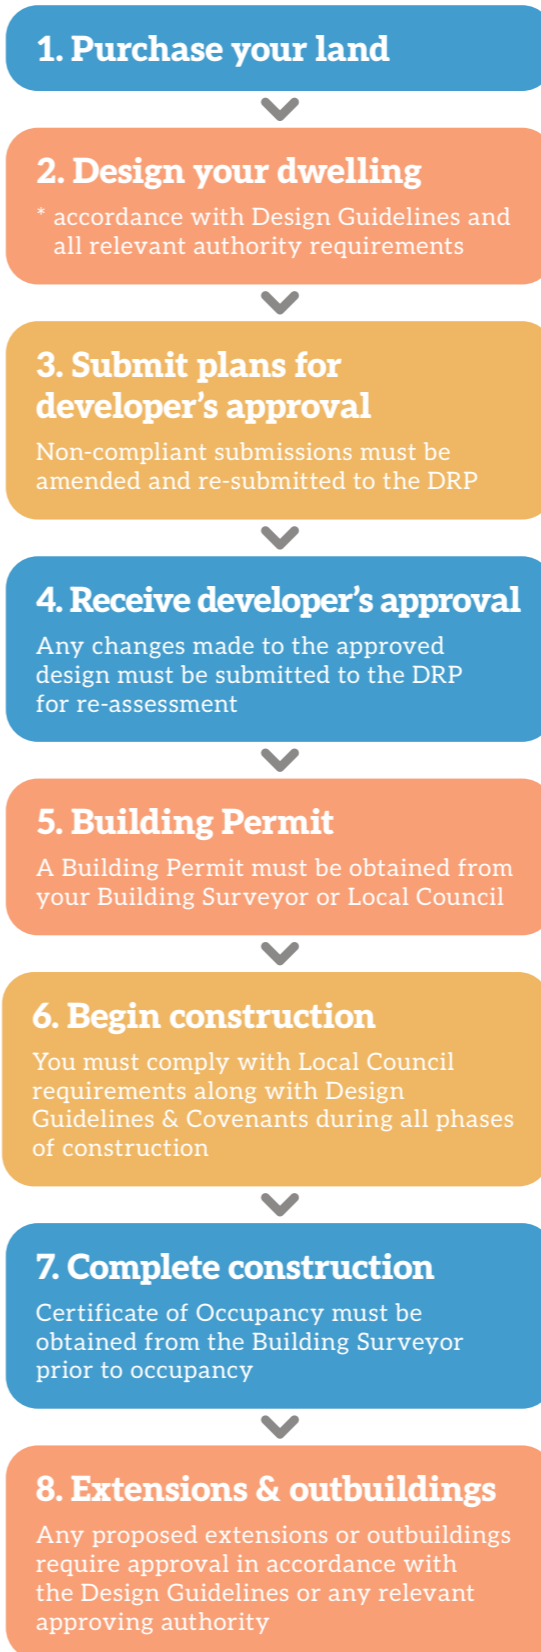 1. Purchase your land
2. Design your dwelling
* accordance with Design Guidelines and
all relevant authority requirements
3. Submit plans for
developer’s approval
Non-compliant submissions must be
amended and re-submitted to the DRP
4. Receive developer’s approval
Any changes made to the approved
design must be submitted to the DRP
for re-assessment
5. Building Permit
A Building Permit must be obtained from
your Building Surveyor or Local Council
6. Begin construction
You must comply with Local Council
requirements along with Design
Guidelines & Covenants during all phases
of construction
7. Complete construction
Certificate of Occupancy must be
obtained from the Building Surveyor
prior to occupancy
8. Extensions & outbuildings
Any proposed extensions or outbuildings
require approval in accordance with
the Design Guidelines or any relevant
approving authority